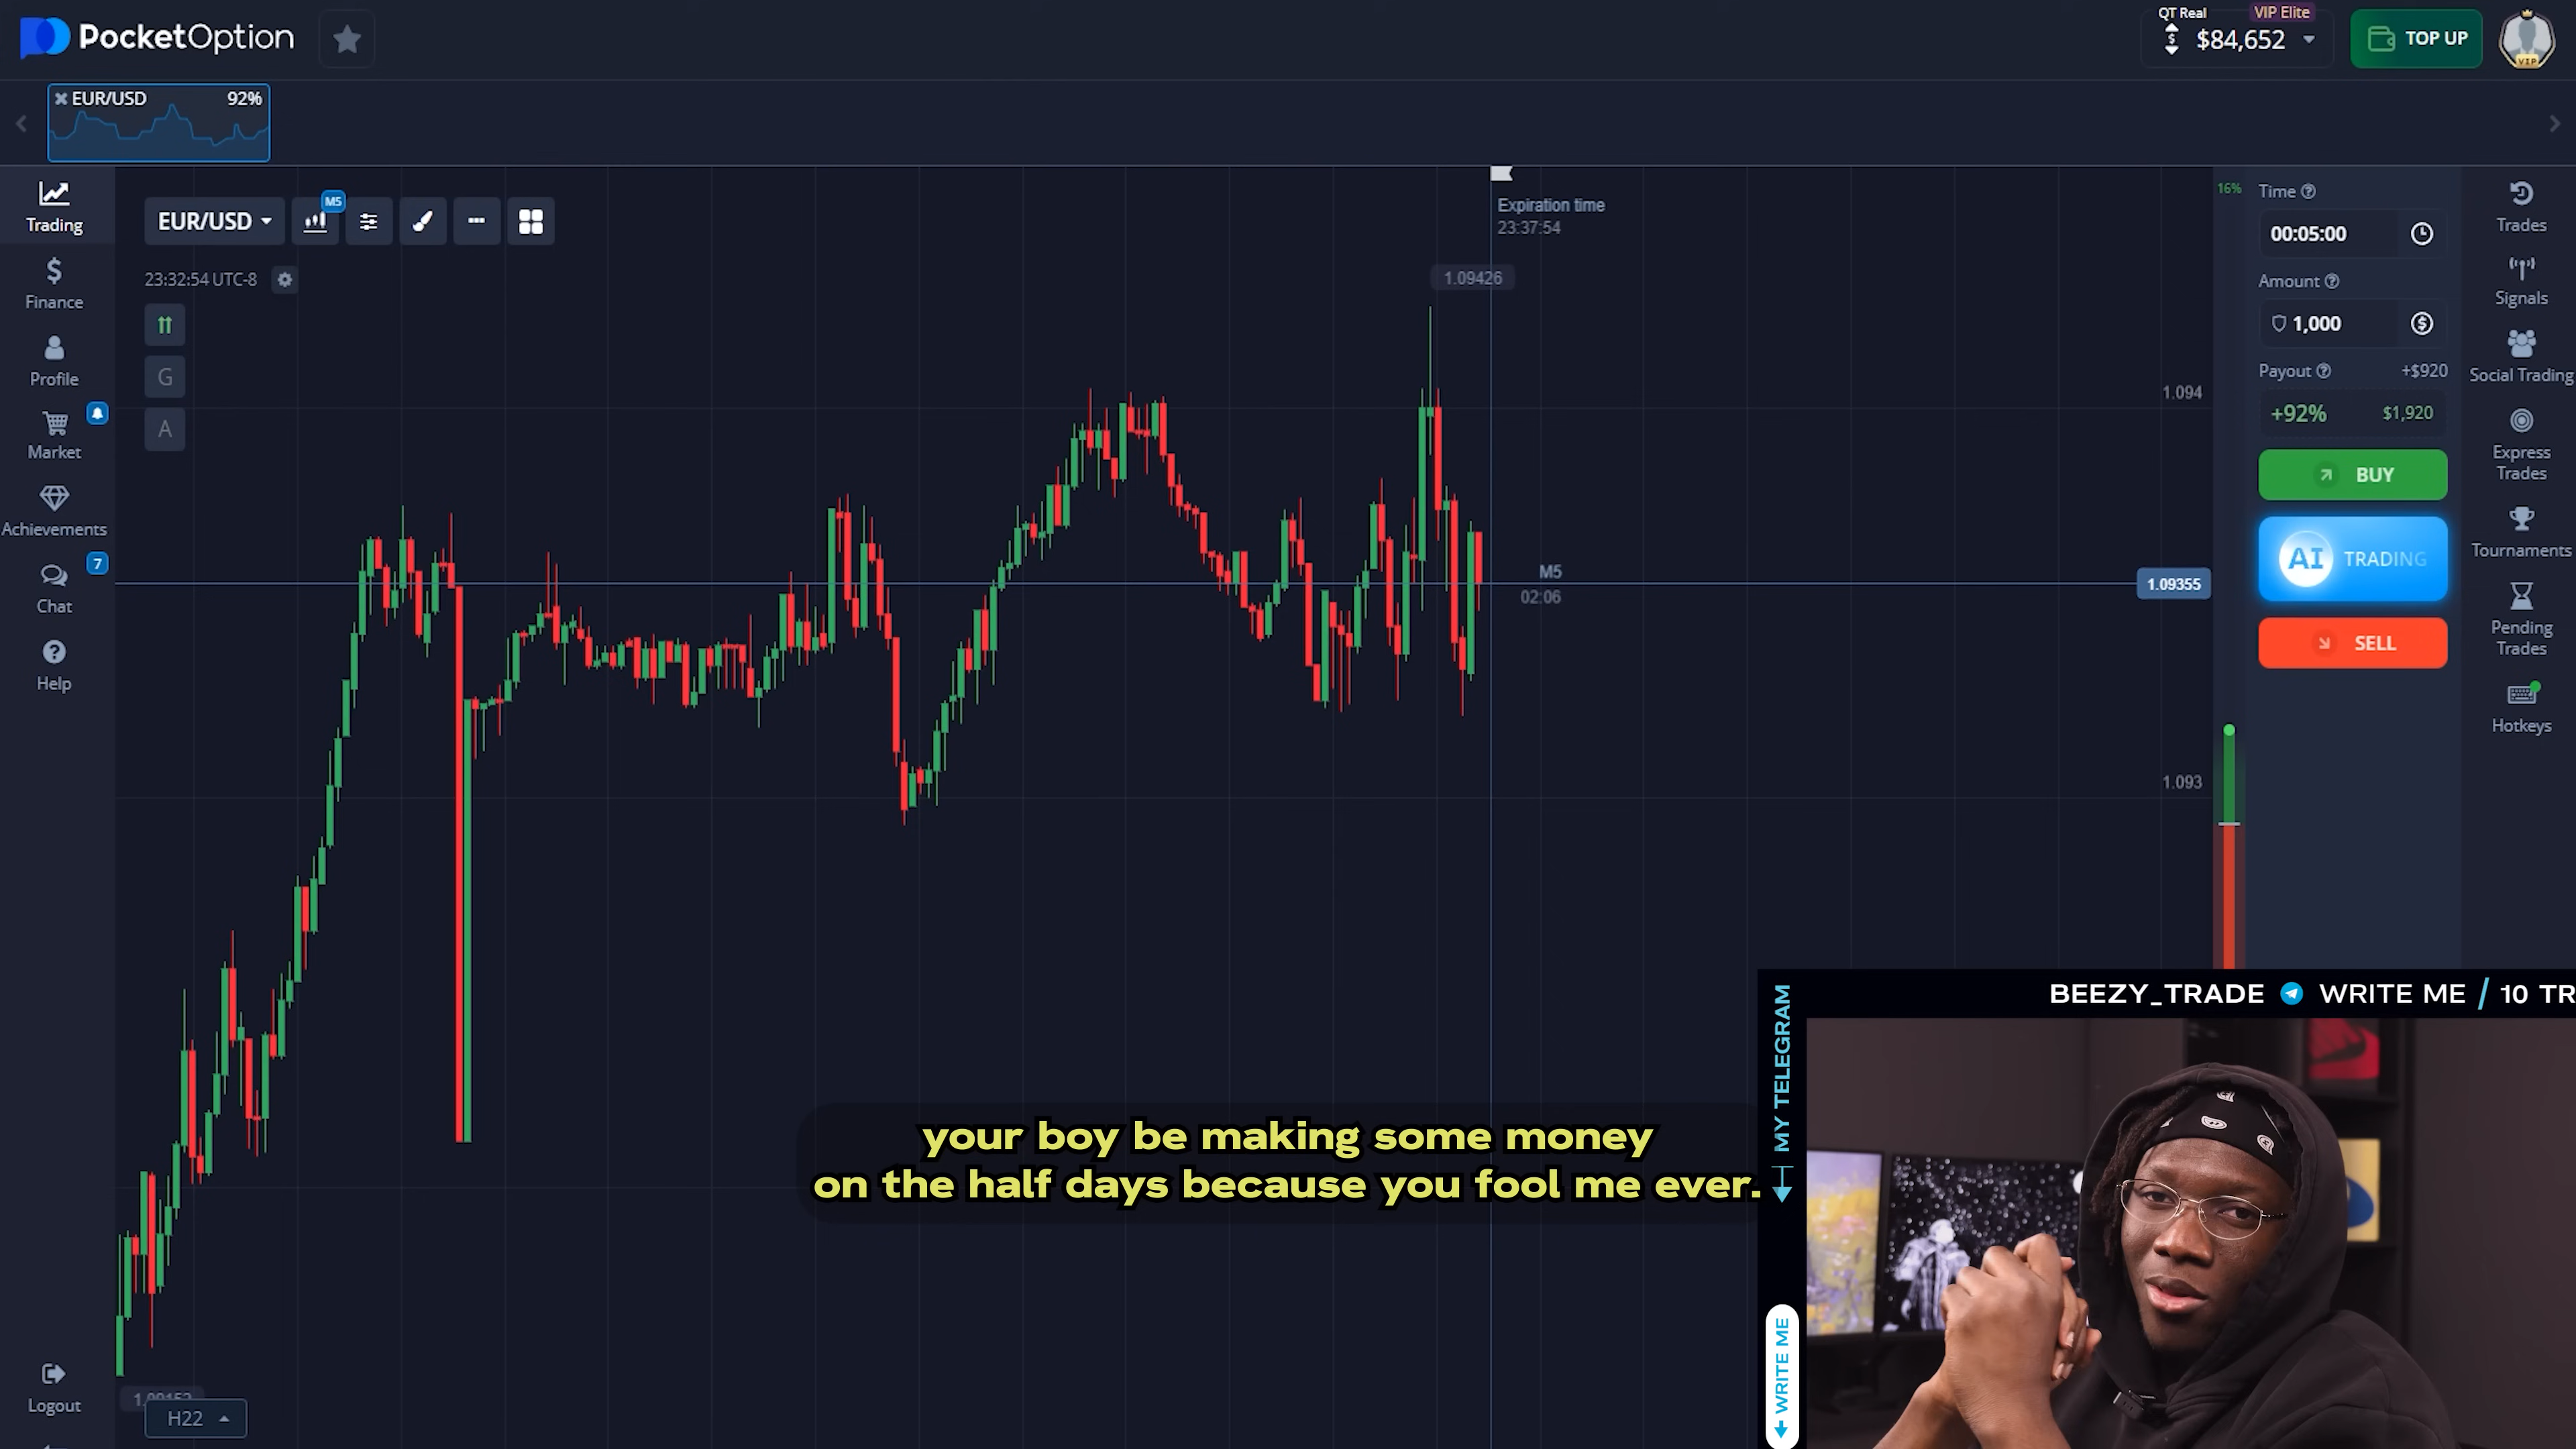 PocketOption
QT Real
VIP Elite
$84,652
TOP UP
VIP
EUR/USD 92%
Trading
Finance
Profile
Market
Achievements
7
Chat
Help
Logout
EUR/USD
M5
23:32:54 UTC-8
G
A
Expiration time
23:37:54
1.09426
1.094
M5
02:06
1.09355
1.093
H22
16%
Time
00:05:00
Amount
1,000
Payout +$920
+92% $1,920
BUY
AI TRADING
SELL
Trades
Signals
Social Trading
Express
Trades
Tournaments
Pending
Trades
Hotkeys
your boy be making some money
on the half days because you fool me ever.
BEEZY_TRADE WRITE ME / 10 TR
MY TELEGRAM
WRITE ME